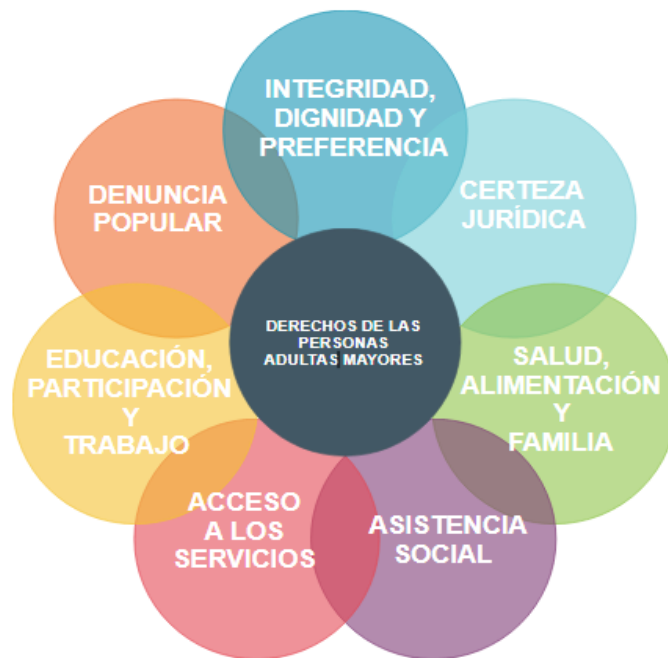 INTEGRIDAD,
DIGNIDAD Y
PREFERENCIA
CERTEZA
JURÍDICA
SALUD,
ALIMENTACIÓN
Y
FAMILIA
ASISTENCIA
SOCIAL
ACCESO
A LOS
SERVICIOS
EDUCACIÓN,
PARTICIPACIÓN
Y
TRABAJO
DENUNCIA
POPULAR
DERECHOS DE LAS
PERSONAS
ADULTAS MAYORES